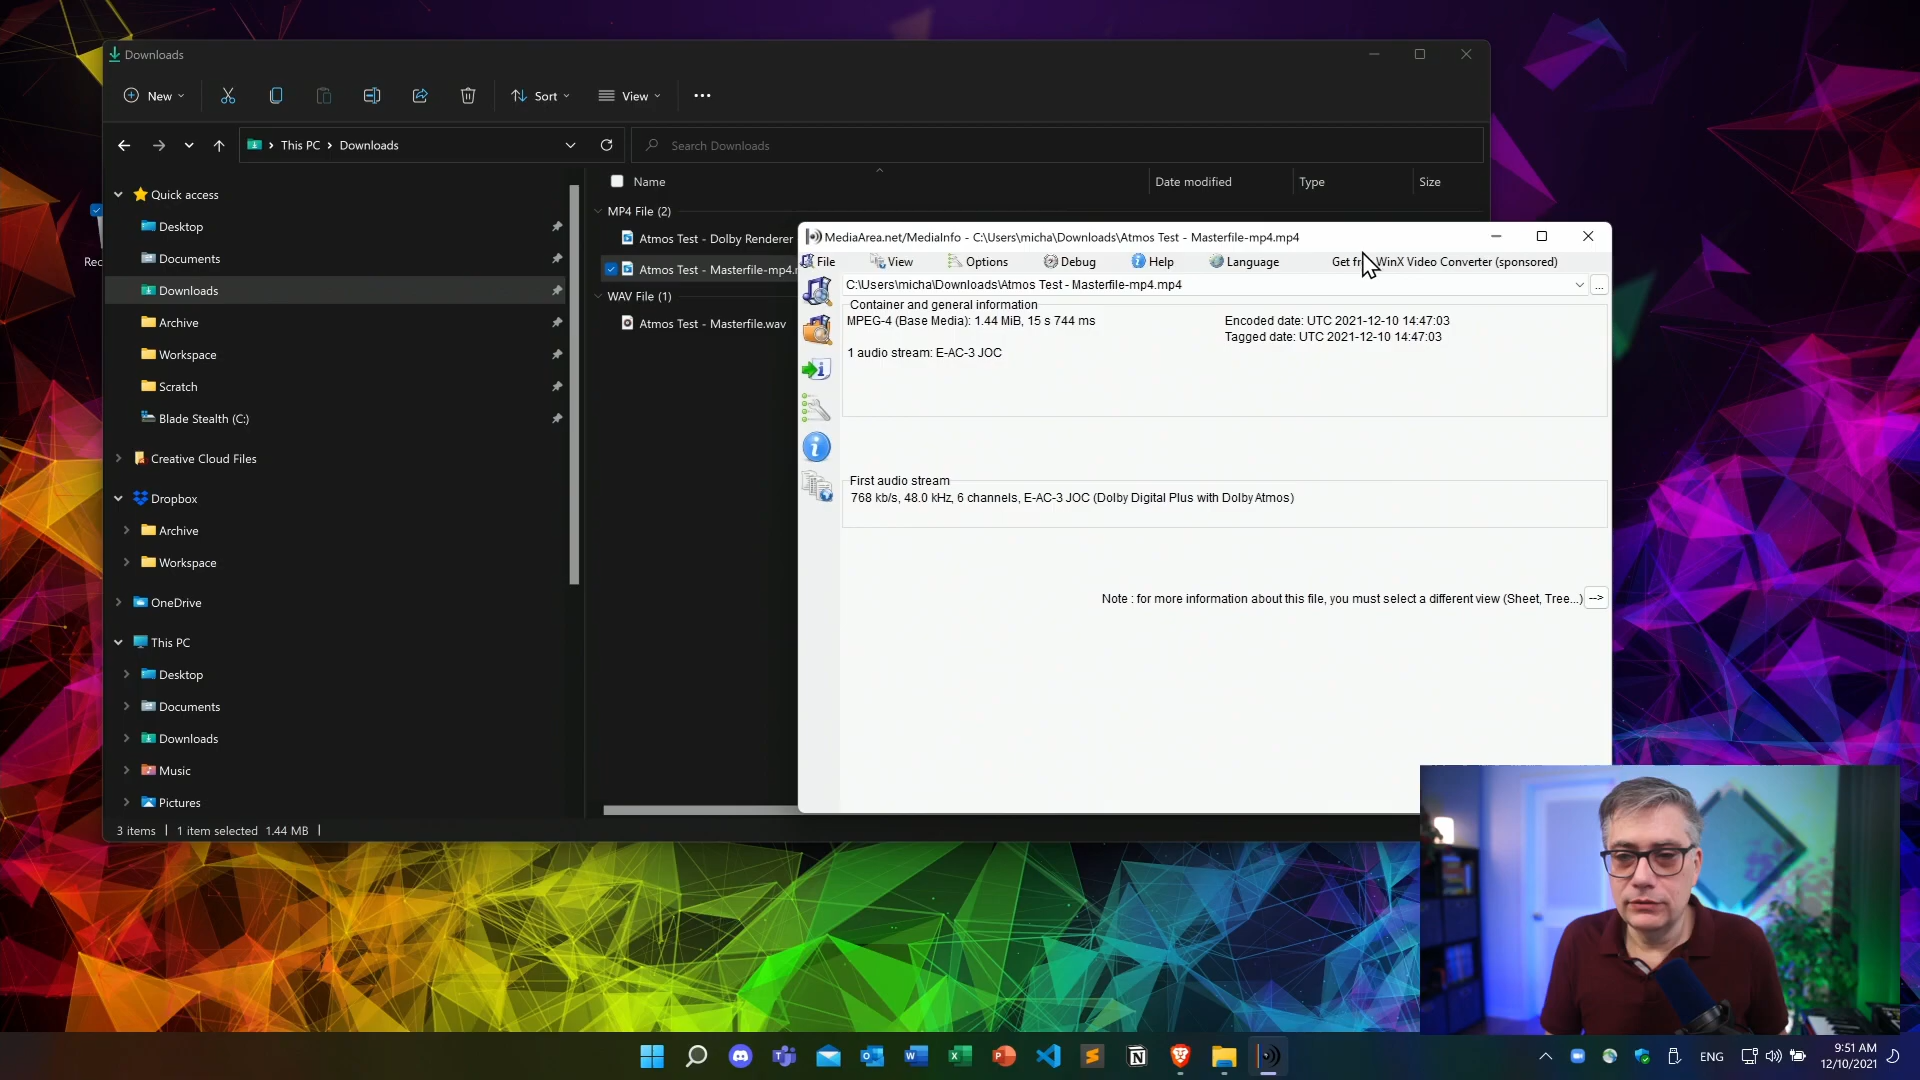 Downloads
New
Sort
View
This PC > Downloads
Search Downloads
Name
Date modified
Type
Size
Quick access
Desktop
Documents
Downloads
Archive
Workspace
Scratch
Blade Stealth (C:)
Creative Cloud Files
Dropbox
Archive
Workspace
OneDrive
This PC
Desktop
Documents
Downloads
Music
Pictures
3 items
1 item selected 1.44 MB
MP4 File (2)
Atmos Test - Dolby Renderer
Atmos Test - Masterfile-mp4.
WAV File (1)
Atmos Test - Masterfile.wav
MediaArea.net/MediaInfo - C:\Users\micha\Downloads\Atmos Test - Masterfile-mp4.mp4
File
View
Options
Debug
Help
Language
Get WinX Video Converter (sponsored)
C:\Users\micha\Downloads\Atmos Test - Masterfile-mp4.mp4
...
Container and general information
MPEG-4 (Base Media): 1.44 MiB, 15 s 744 ms
Encoded date: UTC 2021-12-10 14:47:03
Tagged date: UTC 2021-12-10 14:47:03
1 audio stream: E-AC-3 JOC
First audio stream
768 kb/s, 48.0 kHz, 6 channels, E-AC-3 JOC (Dolby Digital Plus with Dolby Atmos)
Note : for more information about this file, you must select a different view (Sheet, Tree...)
-->
Rec
ENG
9:51 AM
12/10/2021